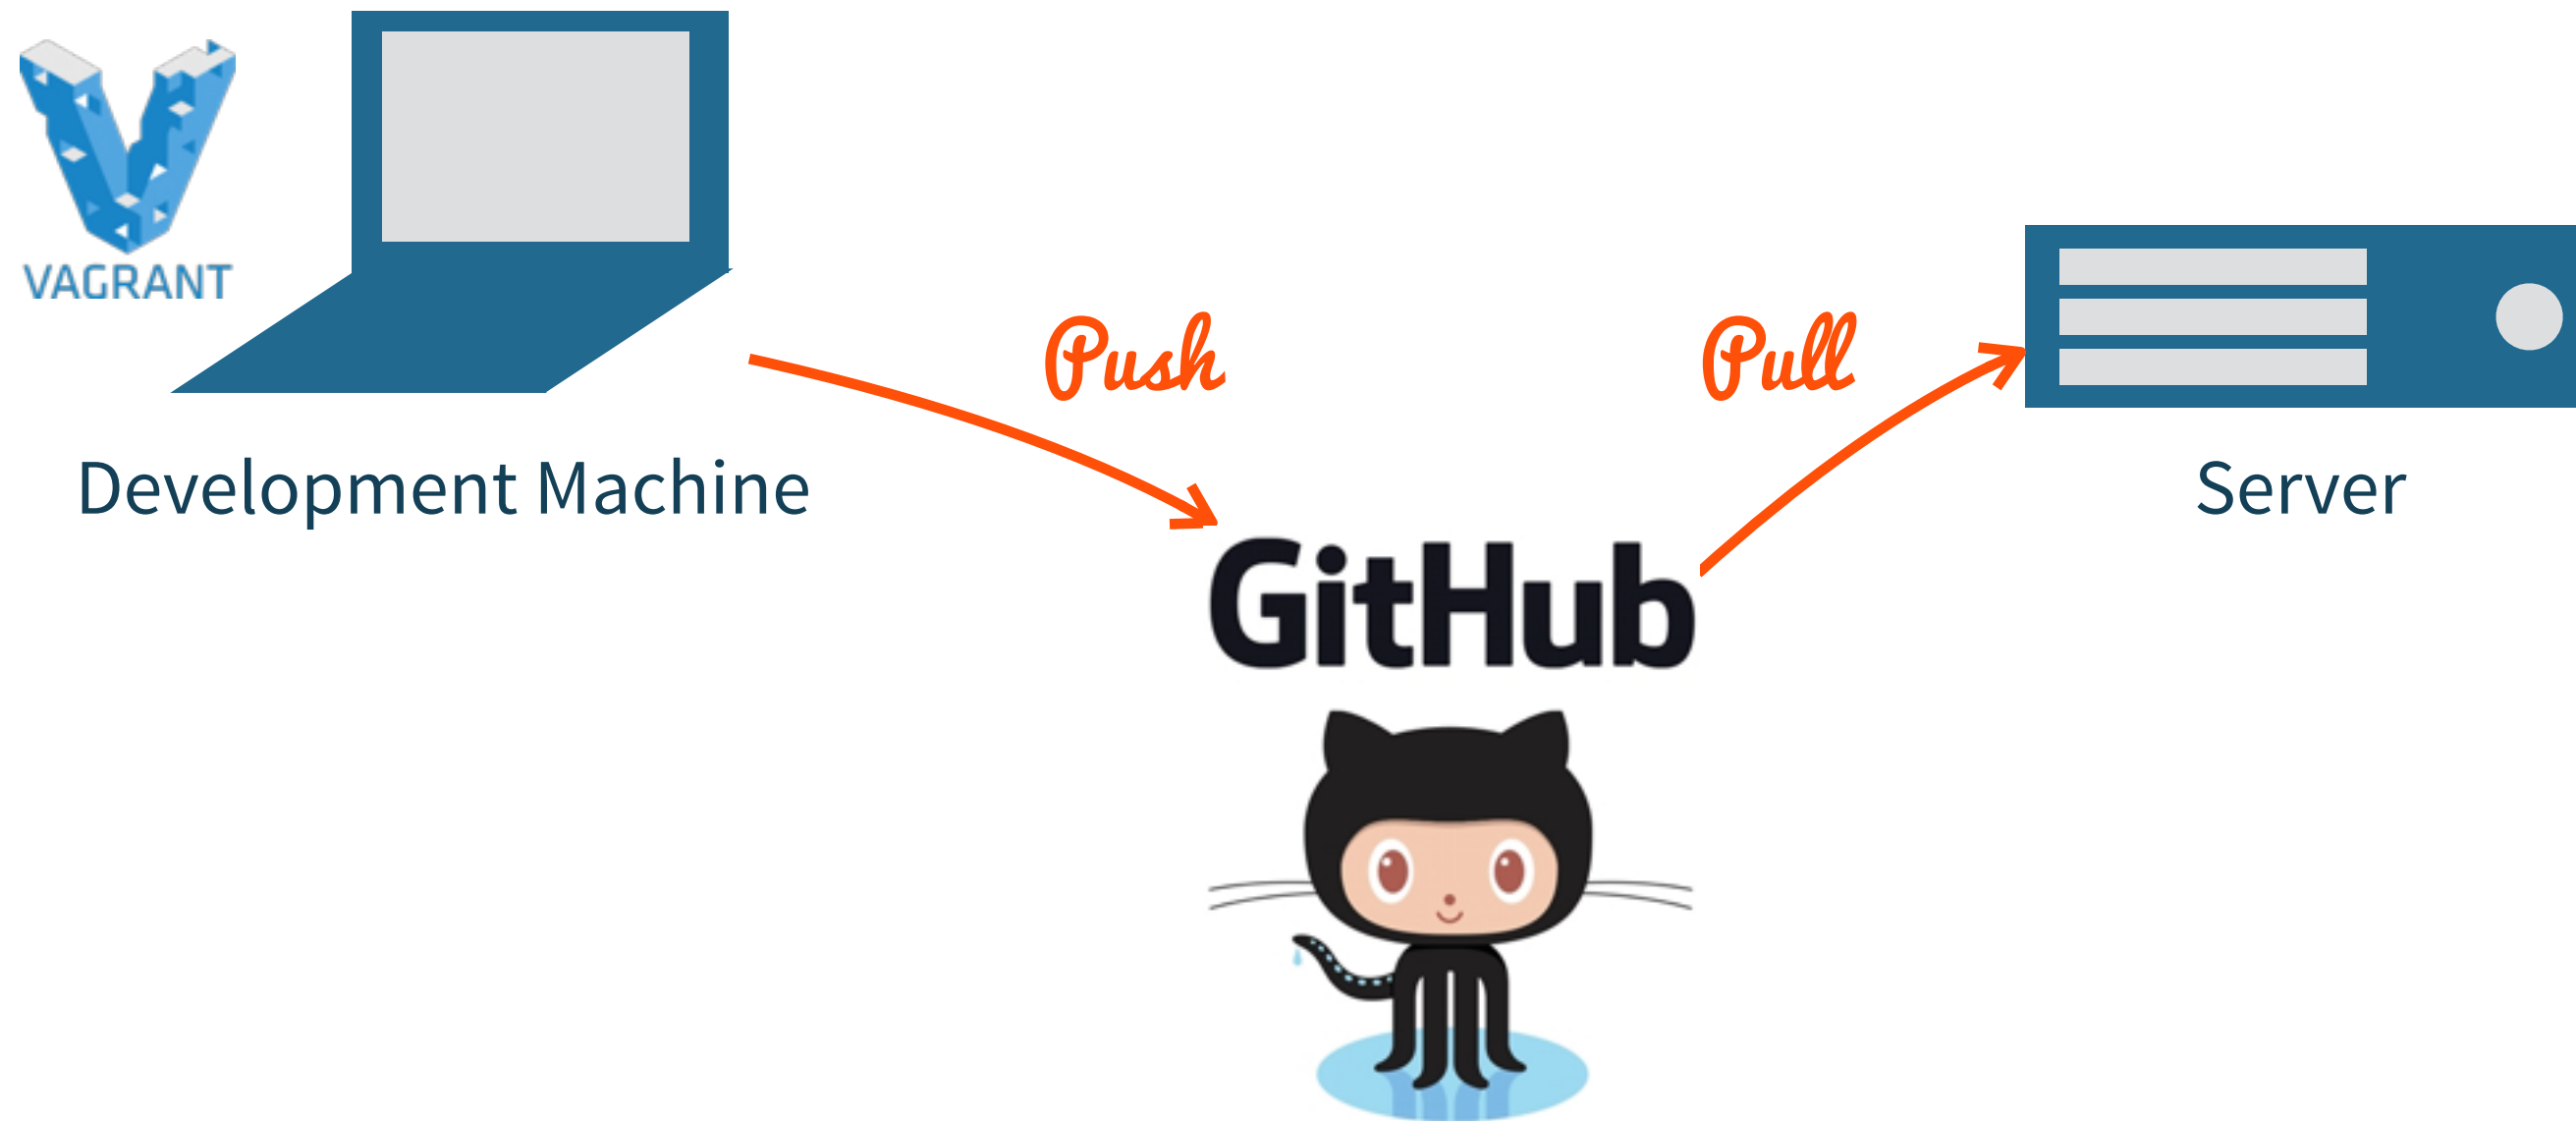 VAGRANT
Push
Pull
Development Machine
Server
GitHub